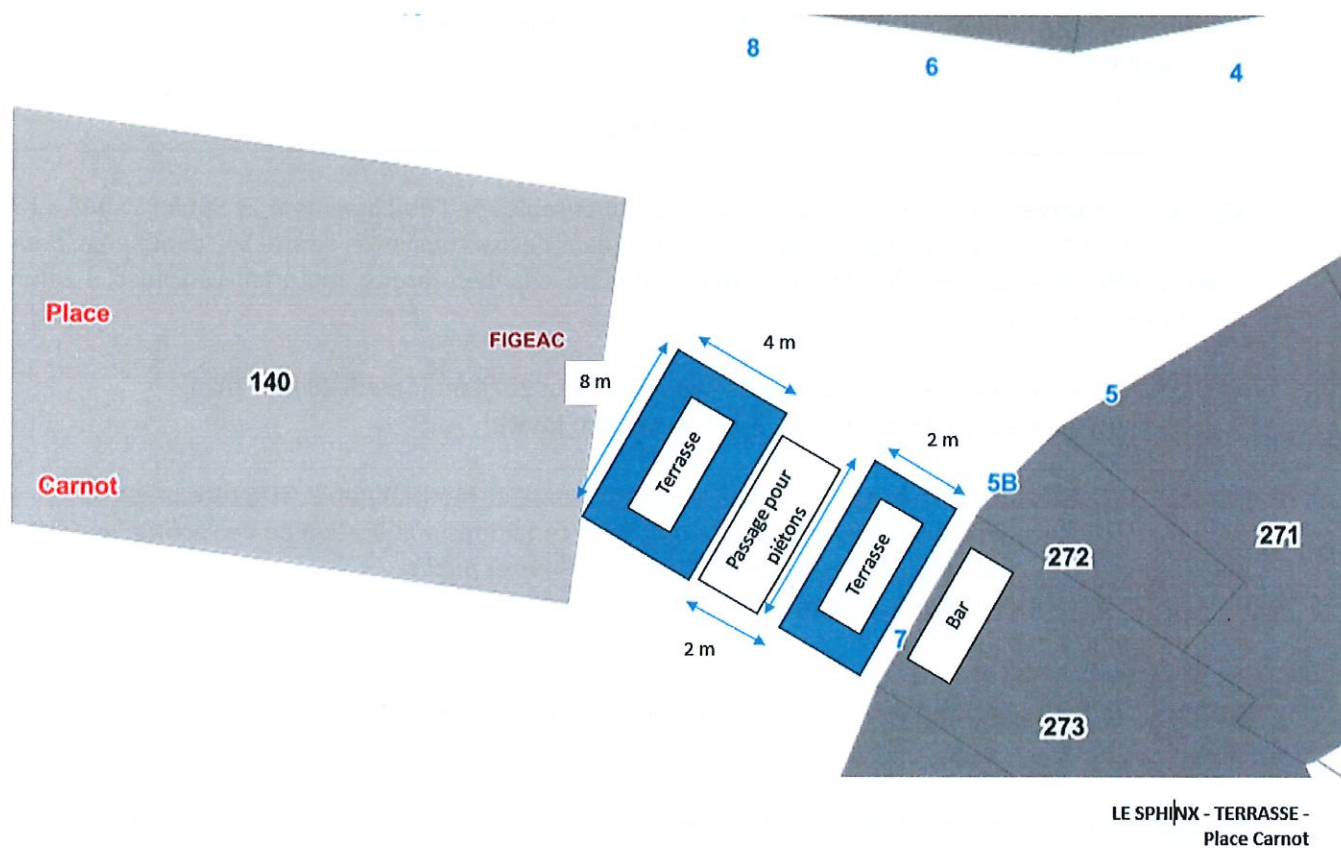 8
6
4
Place
FIGEAC
140
Carnot
8 m
4 m
Terrasse
Passage pour
piétons
2 m
2 m
Terrasse
5
5B
7
Bar
272
271
273
LE SPHINX - TERRASSE -
Place Carnot